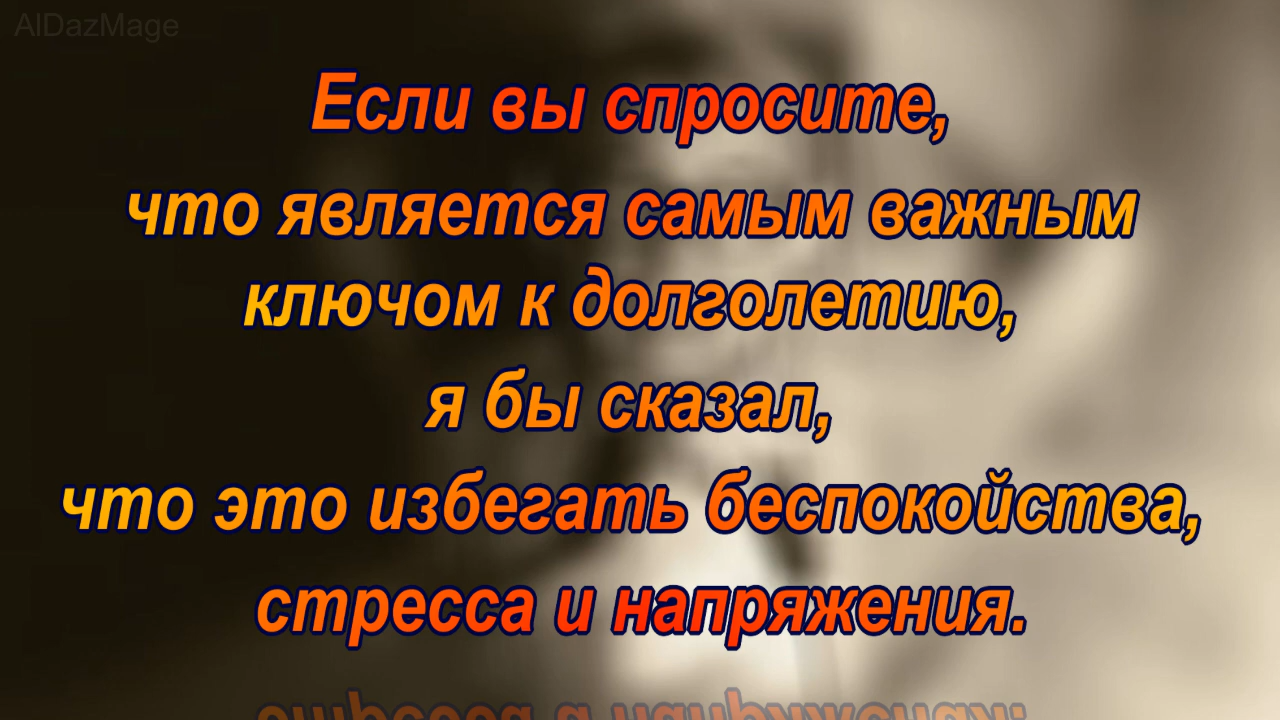 AlDazMage
Если вы спросите,
что является самым важным
ключом к долголетию,
я бы сказал,
что это избегать беспокойства,
стресса и напряжения.